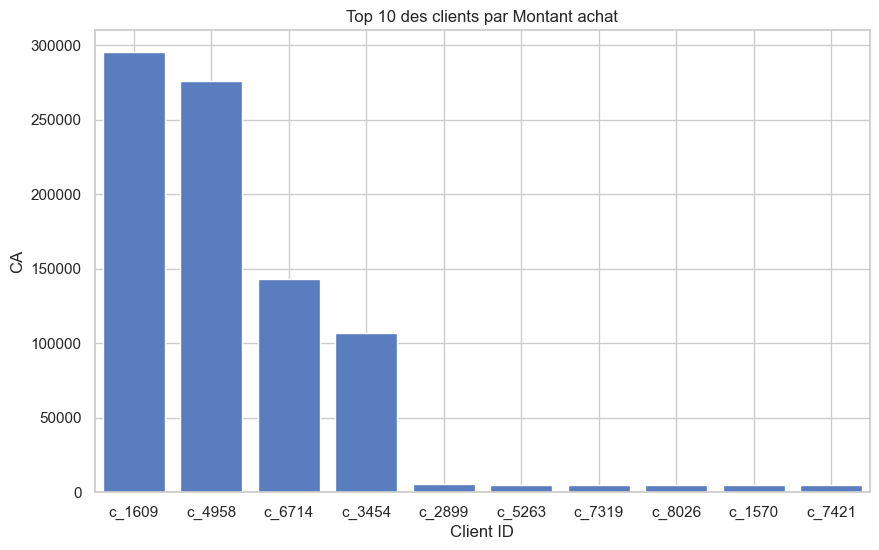 Top 10 des clients par Montant achat
CA
300000
250000
200000
150000
100000
50000
0
c_1609 c_4958 c_6714 c_3454 c_2899 c_5263 c_7319 c_8026 c_1570 c_7421
Client ID